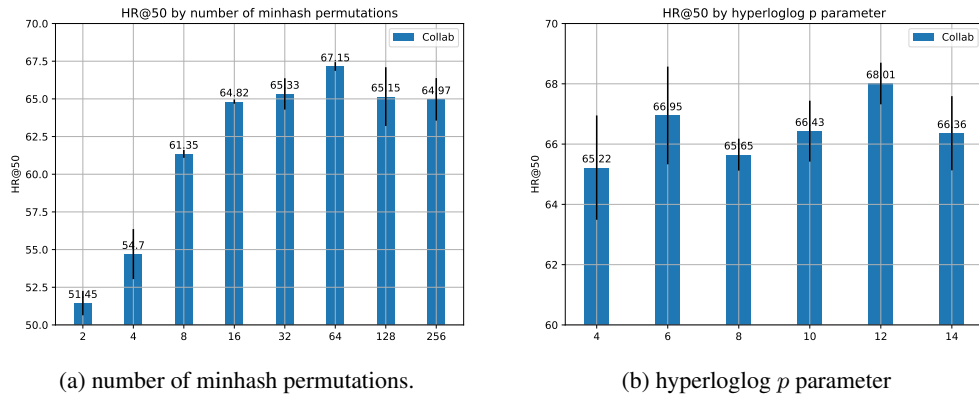 HR@50 by number of minhash permutations
70.0
67.5
65.0
62.5
60.0
57.5
55.0
52.5
50.0
HR@50
Collab
51.45
54.7
61.35
64.82
65.33
67.15
65.15
64.97
2 4 8 16 32 64 128 256
(a) number of minhash permutations.
HR@50 by hyperloglog p parameter
70
68
66
64
62
60
HR@50
Collab
65.22
66.95
65.65
66.43
68.01
66.36
4 6 8 10 12 14
(b) hyperloglog p parameter